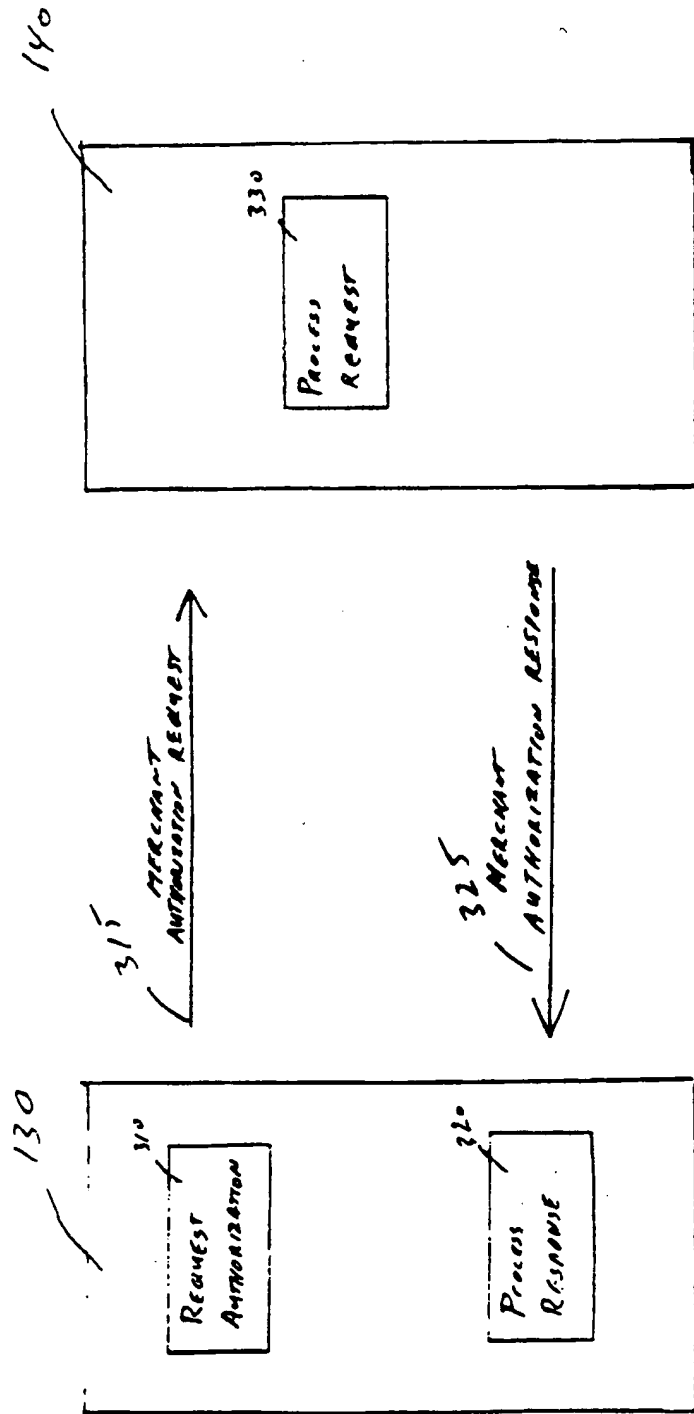 130
140
310
REQUEST
AUTHORIZATION
315
MERCHANT
AUTHORIZATION REQUEST
330
PROCESS
REQUEST
320
PROCESS
RESPONSE
325
MERCHANT
AUTHORIZATION RESPONSE